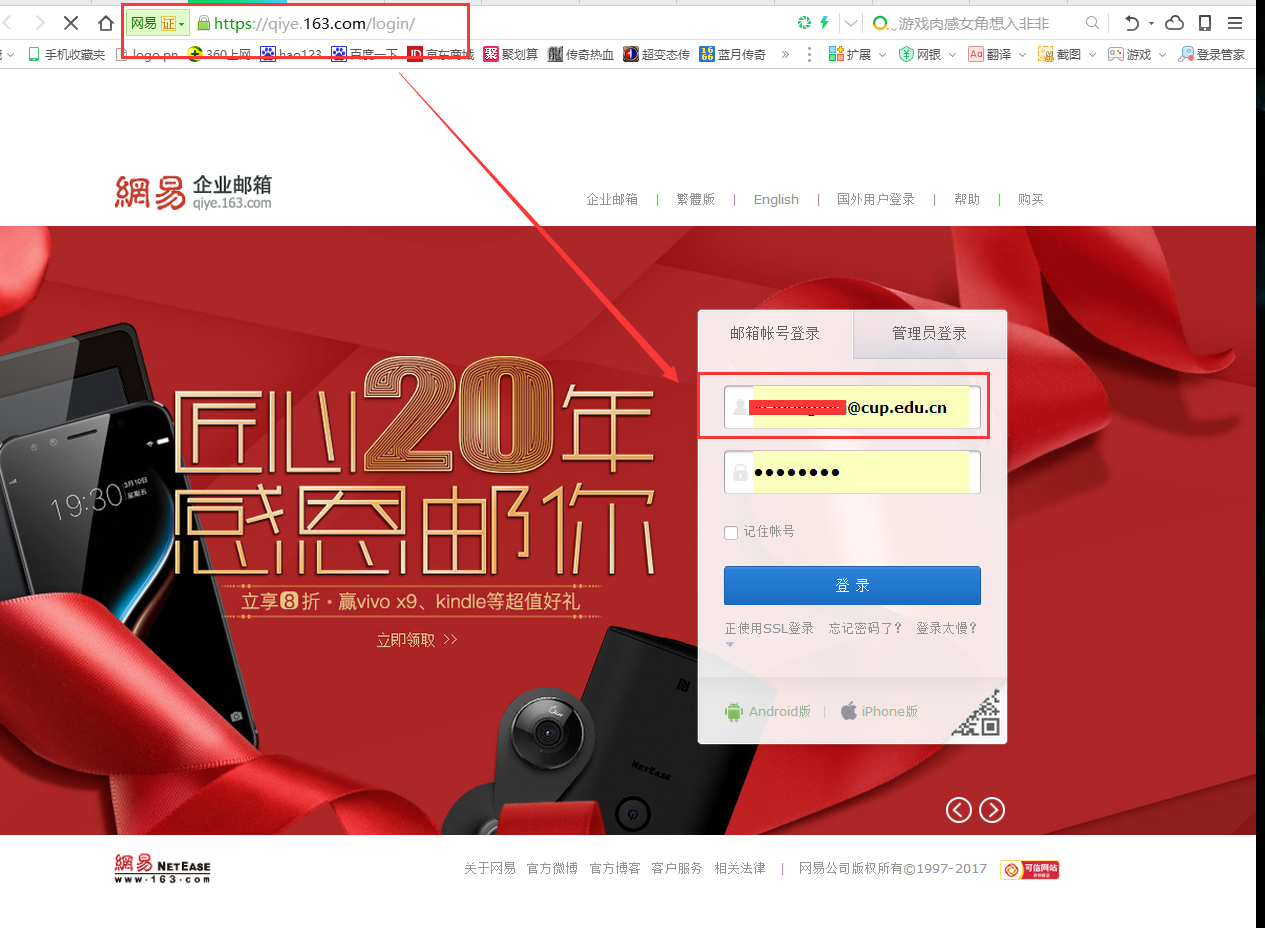 网易 证 https://qiye.163.com/login/ 游戏肉感女角想入非非
手机收藏夹 logo.pn 360上网 hao123 百度一下 京东商城 聚划算 传奇热血 超变态传 蓝月传奇 » 扩展 网银 翻译 截图 游戏 登录管家
網易 企业邮箱
qiye.163.com
企业邮箱 | 繁體版 | English | 国外用户登录 | 帮助 | 购买
邮箱帐号登录 管理员登录
@cup.edu.cn
••••••••
记住帐号
登 录
正使用SSL登录 忘记密码了? 登录太慢?
Android版 | iPhone版
19:30 3月10日
星期五
匠心20年
感恩邮你
立享8折·赢vivo x9、kindle等超值好礼
立即领取 >>
NetEase
網易 NETEASE
www.163.com
关于网易 官方微博 官方博客 客户服务 相关法律 | 网易公司版权所有©1997-2017 可信网站